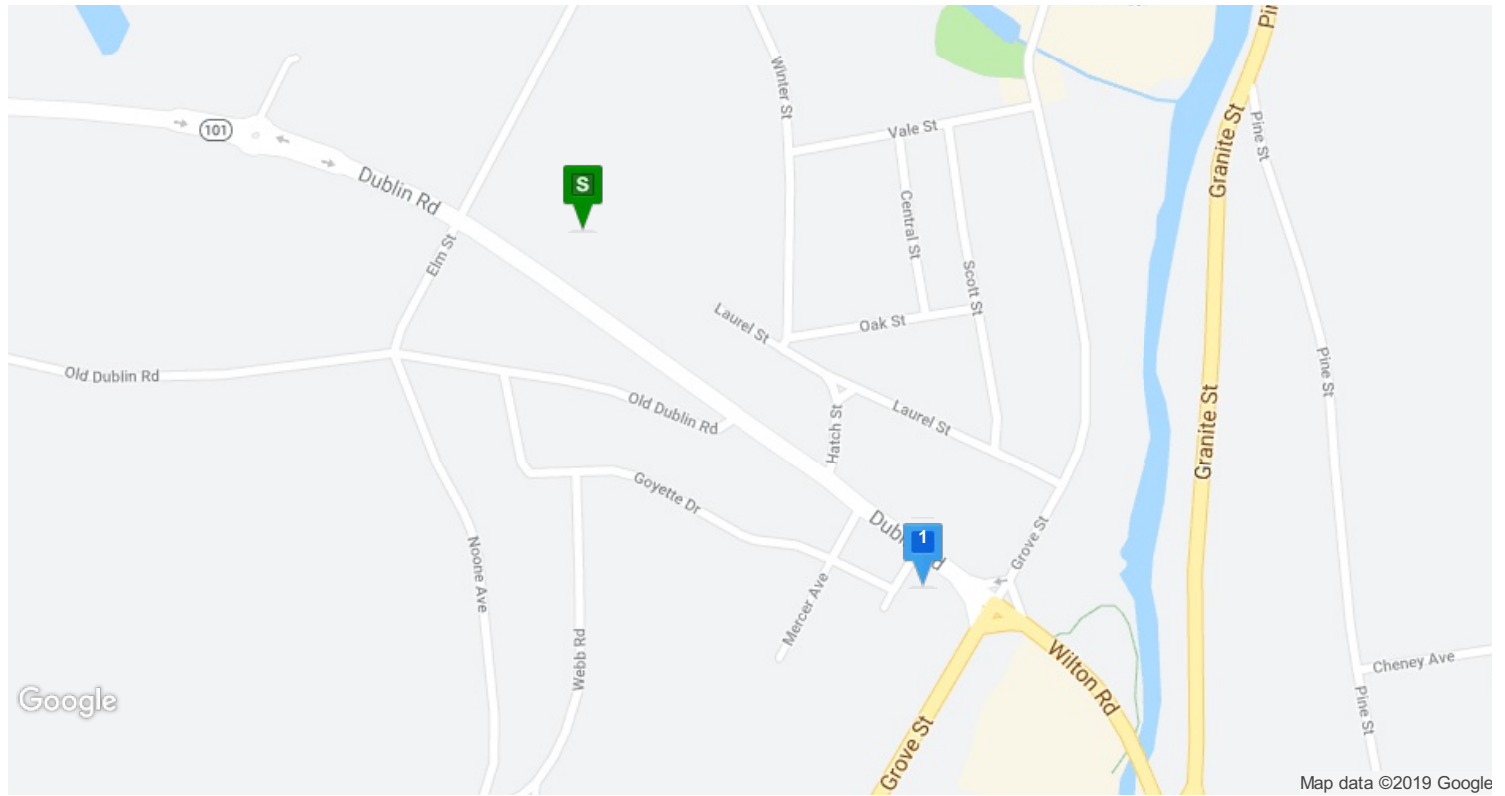 Pi
Winter St
Vale St
Granite St
Pine St
101
Dublin Rd
S
Central St
Elm St
Scott St
Laurel St
Oak St
Pine St
Old Dublin Rd
Old Dublin Rd
Hatch St
Laurel St
Granite St
Goyette Dr
Dublin Rd
1
Grove St
Noone Ave
Mercer Ave
Webb Rd
Wilton Rd
Cheney Ave
Pine St
Google
Grove St
Map data ©2019 Google